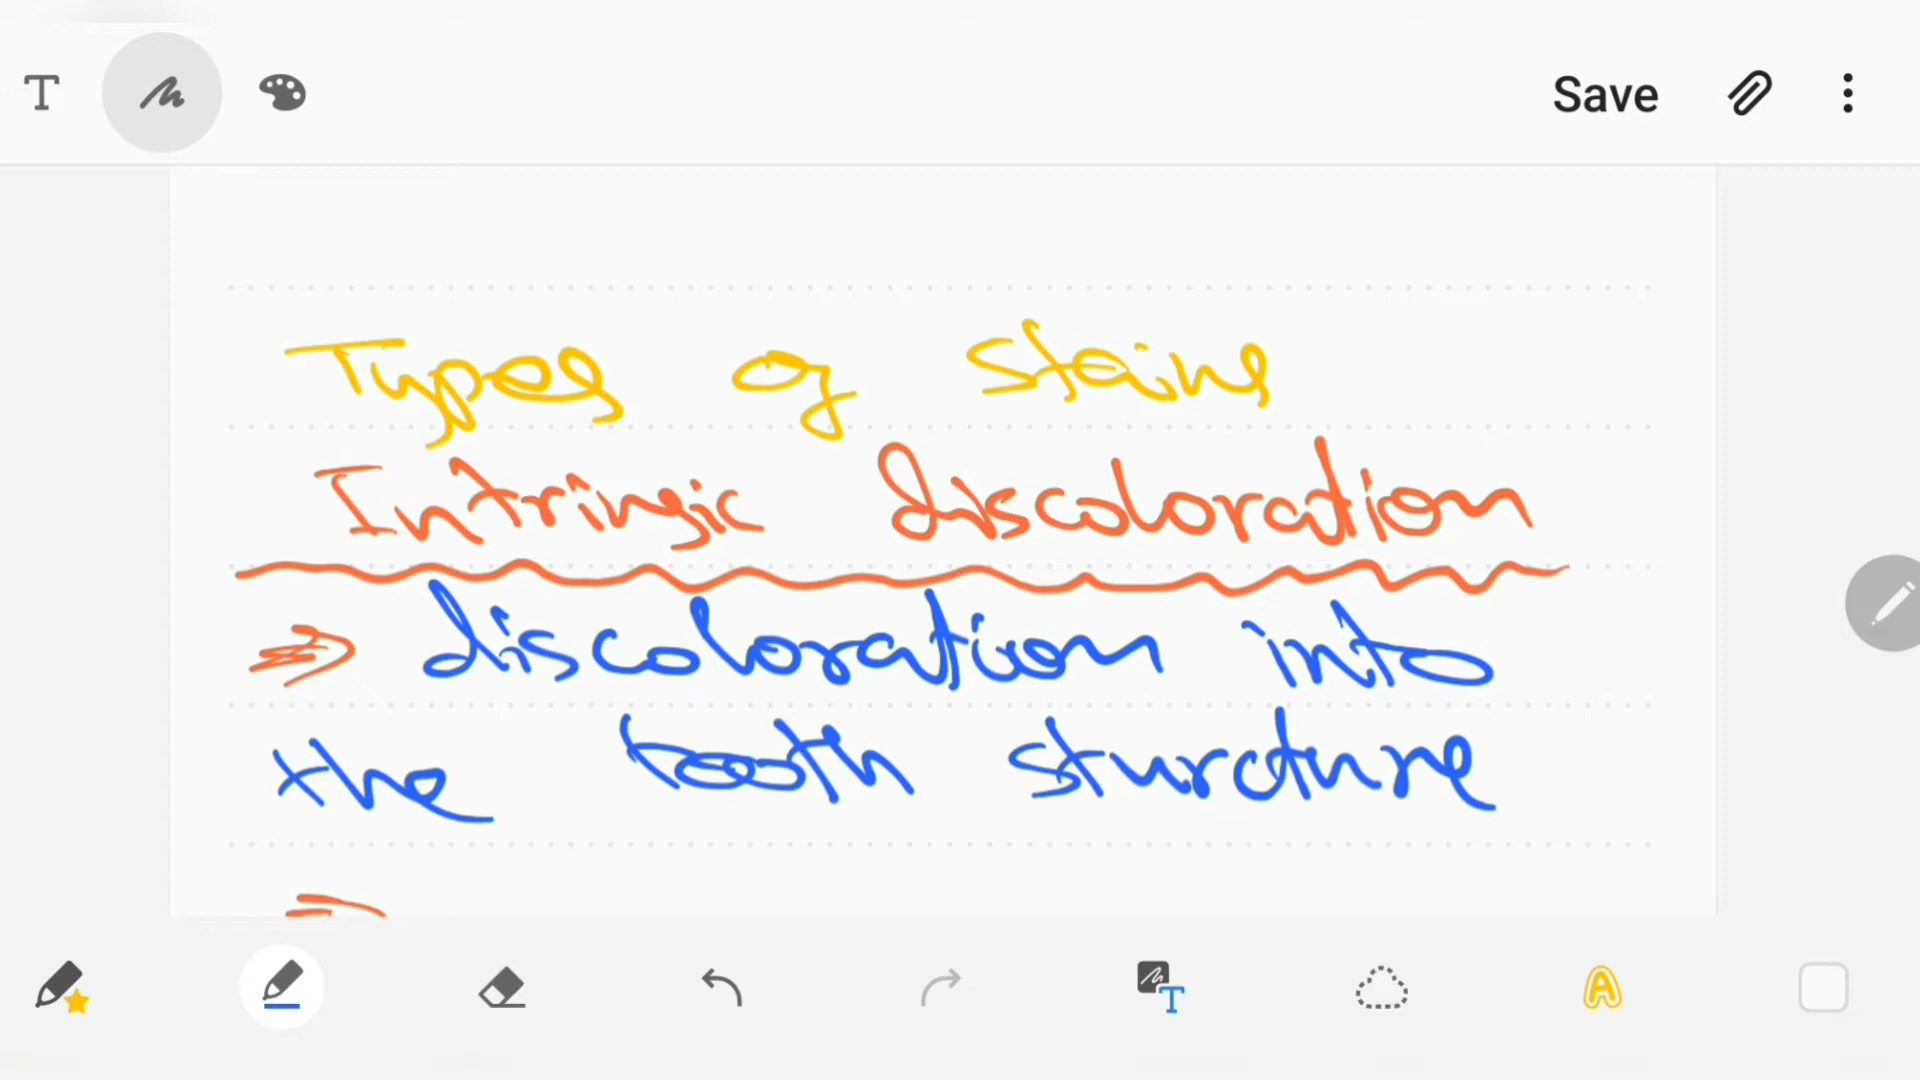 T
Save
Types of stains
Intrinsic discoloration
⇒ discoloration into
the tooth sturcture
T
A